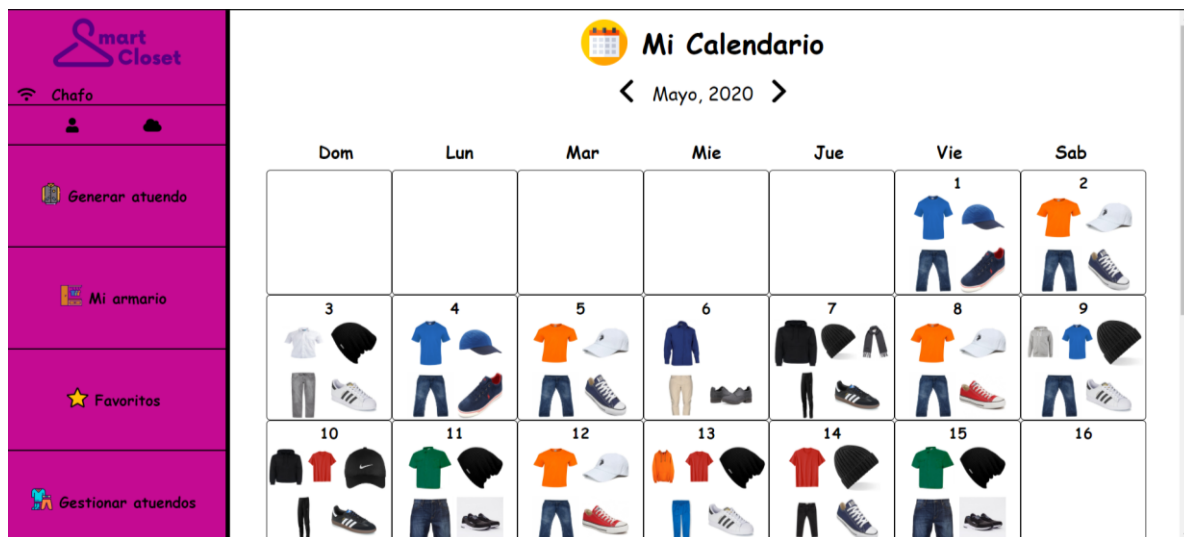 Smart
Closet
Chafo
Generar atuendo
Mi armario
Favoritos
Gestionar atuendos
Mi Calendario
Mayo, 2020
Dom Lun Mar Mie Jue Vie Sab
1 2
3 4 5 6 7 8 9
10 11 12 13 14 15 16